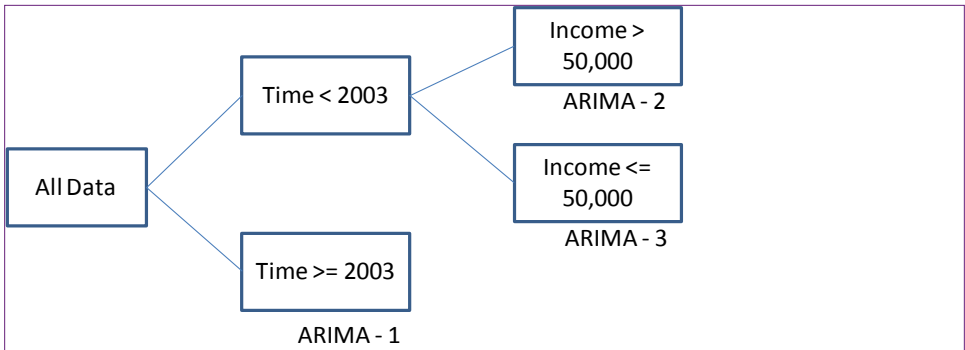 Income >
50,000
ARIMA - 2
Time < 2003
Income <=
50,000
ARIMA - 3
All Data
Time >= 2003
ARIMA - 1